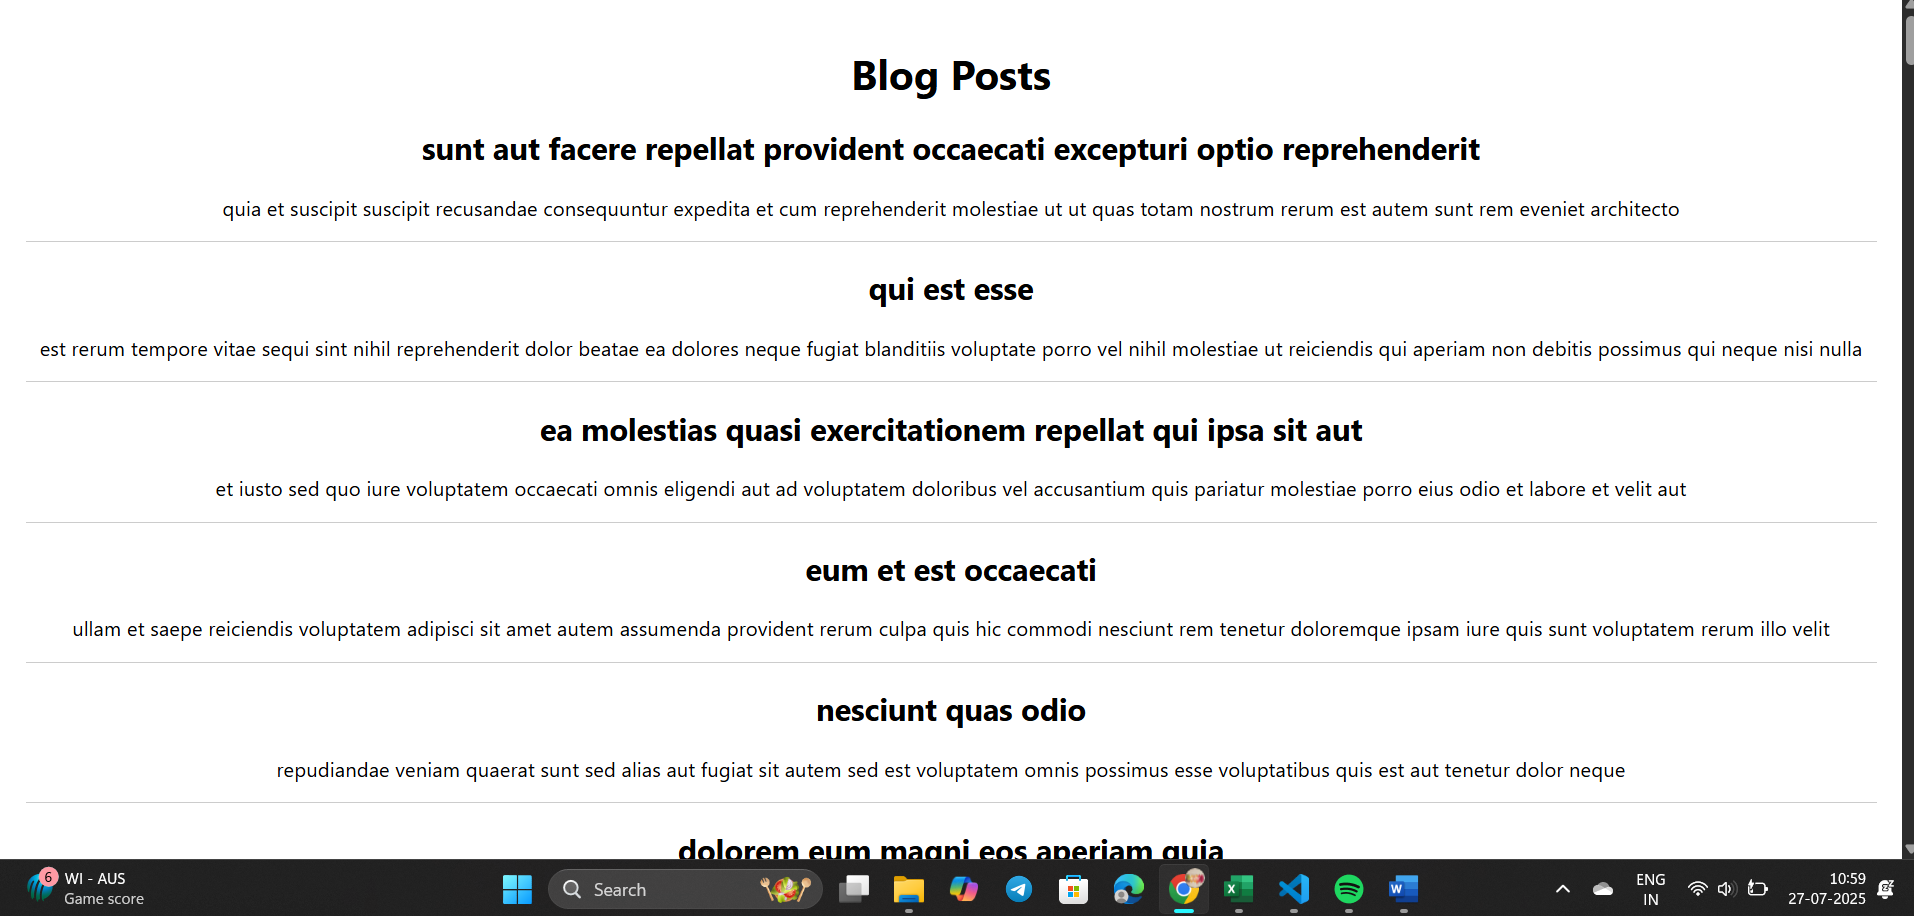 Blog Posts
sunt aut facere repellat provident occaecati excepturi optio reprehenderit
quia et suscipit suscipit recusandae consequuntur expedita et cum reprehenderit molestiae ut ut quas totam nostrum rerum est autem sunt rem eveniet architecto
qui est esse
est rerum tempore vitae sequi sint nihil reprehenderit dolor beatae ea dolores neque fugiat blanditiis voluptate porro vel nihil molestiae ut reiciendis qui aperiam non debitis possimus qui neque nisi nulla
ea molestias quasi exercitationem repellat qui ipsa sit aut
et iusto sed quo iure voluptatem occaecati omnis eligendi aut ad voluptatem doloribus vel accusantium quis pariatur molestiae porro eius odio et labore et velit aut
eum et est occaecati
ullam et saepe reiciendis voluptatem adipisci sit amet autem assumenda provident rerum culpa quis hic commodi nesciunt rem tenetur doloremque ipsam iure quis sunt voluptatem rerum illo velit
nesciunt quas odio
repudiandae veniam quaerat sunt sed alias aut fugiat sit autem sed est voluptatem omnis possimus esse voluptatibus quis est aut tenetur dolor neque
dolorem eum magni eos aperiam quia
6
WI - AUS
Game score
Search
ENG
IN
10:59
27-07-2025